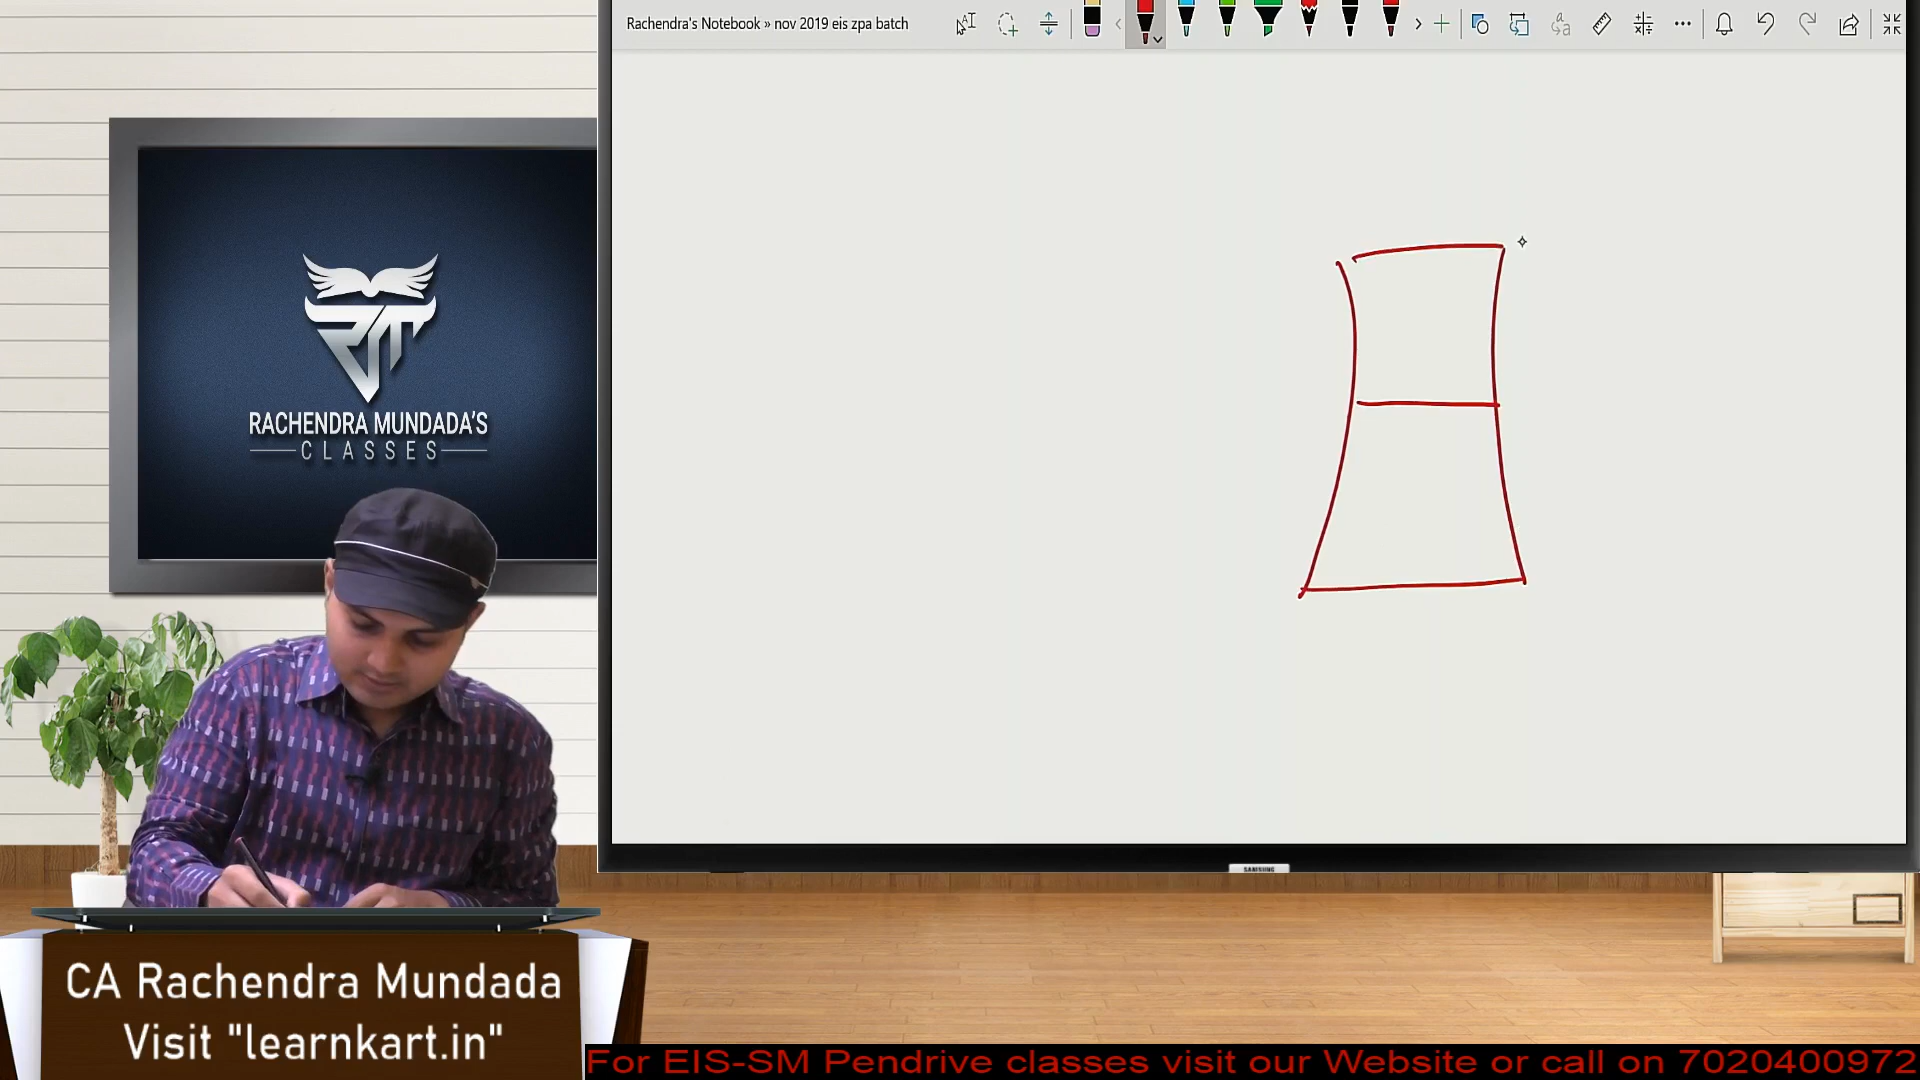 Rachendra's Notebook » nov 2019 eis zpa batch
RACHENDRA MUNDADA'S
CLASSES
SAMSUNG
CA Rachendra Mundada
Visit "learnkart.in"
For EIS-SM Pendrive classes visit our Website or call on 7020400972